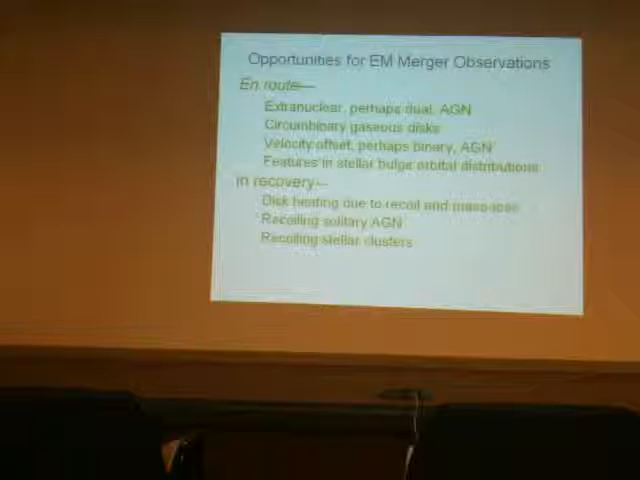 Opportunities for EM Merger Observations
En route—
Extranuclear, perhaps dual, AGN
Circumbinary gaseous disks
Velocity offset, perhaps binary, AGN
Features in stellar bulge orbital distributions
In recovery—
Disk heating due to recoil and mass-loss
Recoiling solitary AGN
Recoiling stellar clusters